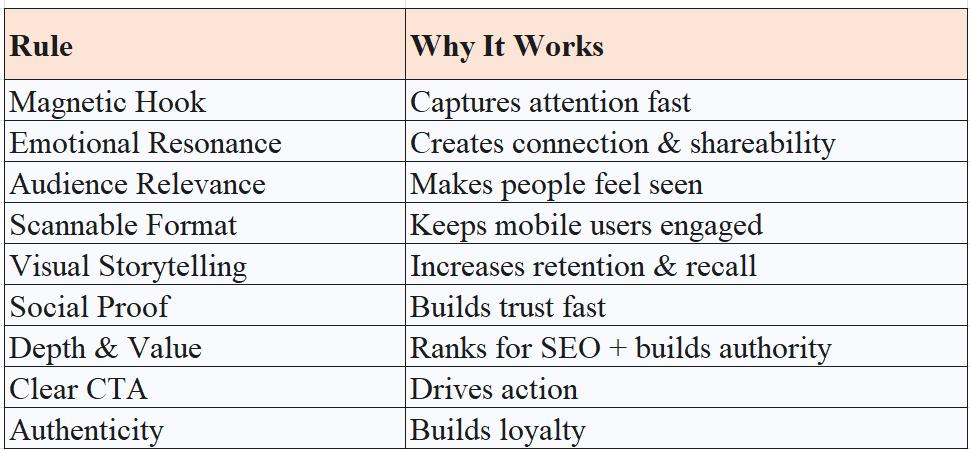 Rule Why It Works
Magnetic Hook Captures attention fast
Emotional Resonance Creates connection & shareability
Audience Relevance Makes people feel seen
Scannable Format Keeps mobile users engaged
Visual Storytelling Increases retention & recall
Social Proof Builds trust fast
Depth & Value Ranks for SEO + builds authority
Clear CTA Drives action
Authenticity Builds loyalty